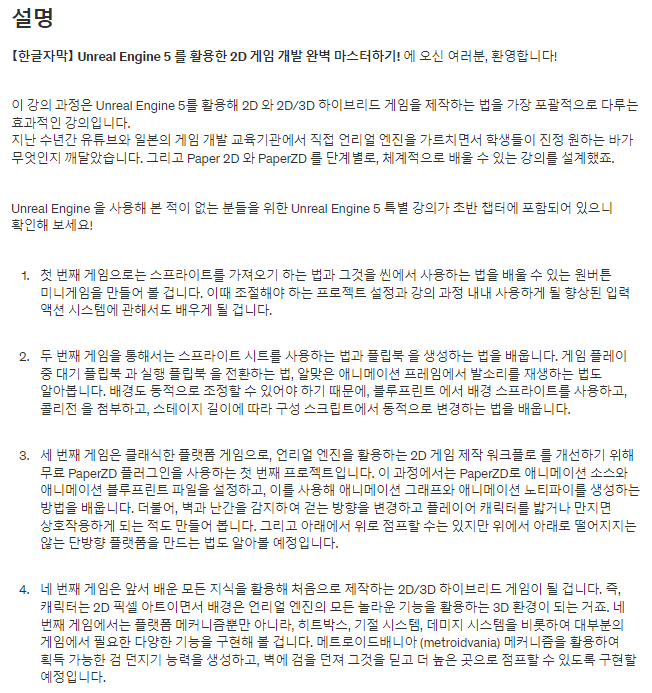 설명
【한글자막】 Unreal Engine 5 를 활용한 2D 게임 개발 완벽 마스터하기! 에 오신 여러분, 환영합니다!
이 강의 과정은 Unreal Engine 5를 활용해 2D 와 2D/3D 하이브리드 게임을 제작하는 법을 가장 포괄적으로 다루는
효과적인 강의입니다.
지난 수년간 유튜브와 일본의 게임 개발 교육기관에서 직접 언리얼 엔진을 가르치면서 학생들이 진정 원하는 바가
무엇인지 깨달았습니다. 그리고 Paper 2D 와 PaperZD 를 단계별로, 체계적으로 배울 수 있는 강의를 설계했죠.
Unreal Engine 을 사용해 본 적이 없는 분들을 위한 Unreal Engine 5 특별 강의가 초반 챕터에 포함되어 있으니
확인해 보세요!
1. 첫 번째 게임으로는 스프라이트를 가져오기 하는 법과 그것을 씬에서 사용하는 법을 배울 수 있는 원버튼
미니게임을 만들어 볼 겁니다. 이때 조절해야 하는 프로젝트 설정과 강의 과정 내내 사용하게 될 향상된 입력
액션 시스템에 관해서도 배우게 될 겁니다.
2. 두 번째 게임을 통해서는 스프라이트 시트를 사용하는 법과 플립북 을 생성하는 법을 배웁니다. 게임 플레이
중 대기 플립북 과 실행 플립북 을 전환하는 법, 알맞은 애니메이션 프레임에서 발소리를 재생하는 법도
알아봅니다. 배경도 동적으로 조정할 수 있어야 하기 때문에, 블루프린트 에서 배경 스프라이트를 사용하고,
콜리전 을 첨부하고, 스테이지 길이에 따라 구성 스크립트에서 동적으로 변경하는 법을 배웁니다.
3. 세 번째 게임은 클래식한 플랫폼 게임으로, 언리얼 엔진을 활용하는 2D 게임 제작 워크플로 를 개선하기 위해
무료 PaperZD 플러그인을 사용하는 첫 번째 프로젝트입니다. 이 과정에서는 PaperZD로 애니메이션 소스와
애니메이션 블루프린트 파일을 설정하고, 이를 사용해 애니메이션 그래프와 애니메이션 노티파이를 생성하는
방법을 배웁니다. 더불어, 벽과 난간을 감지하여 걷는 방향을 변경하고 플레이어 캐릭터를 밟거나 만지면
상호작용하게 되는 적도 만들어 봅니다. 그리고 아래에서 위로 점프할 수는 있지만 위에서 아래로 떨어지지는
않는 단방향 플랫폼을 만드는 법도 알아볼 예정입니다.
4. 네 번째 게임은 앞서 배운 모든 지식을 활용해 처음으로 제작하는 2D/3D 하이브리드 게임이 될 겁니다. 즉,
캐릭터는 2D 픽셀 아트이면서 배경은 언리얼 엔진의 모든 놀라운 기능을 활용하는 3D 환경이 되는 거죠. 네
번째 게임에서는 플랫폼 메커니즘뿐만 아니라, 히트박스, 기절 시스템, 데미지 시스템을 비롯하여 대부분의
게임에서 필요한 다양한 기능을 구현해 볼 겁니다. 메트로이드배니아 (metroidvania) 메커니즘을 활용하여
획득 가능한 검 던지기 능력을 생성하고, 벽에 검을 던져 그것을 딛고 더 높은 곳으로 점프할 수 있도록 구현할
예정입니다.